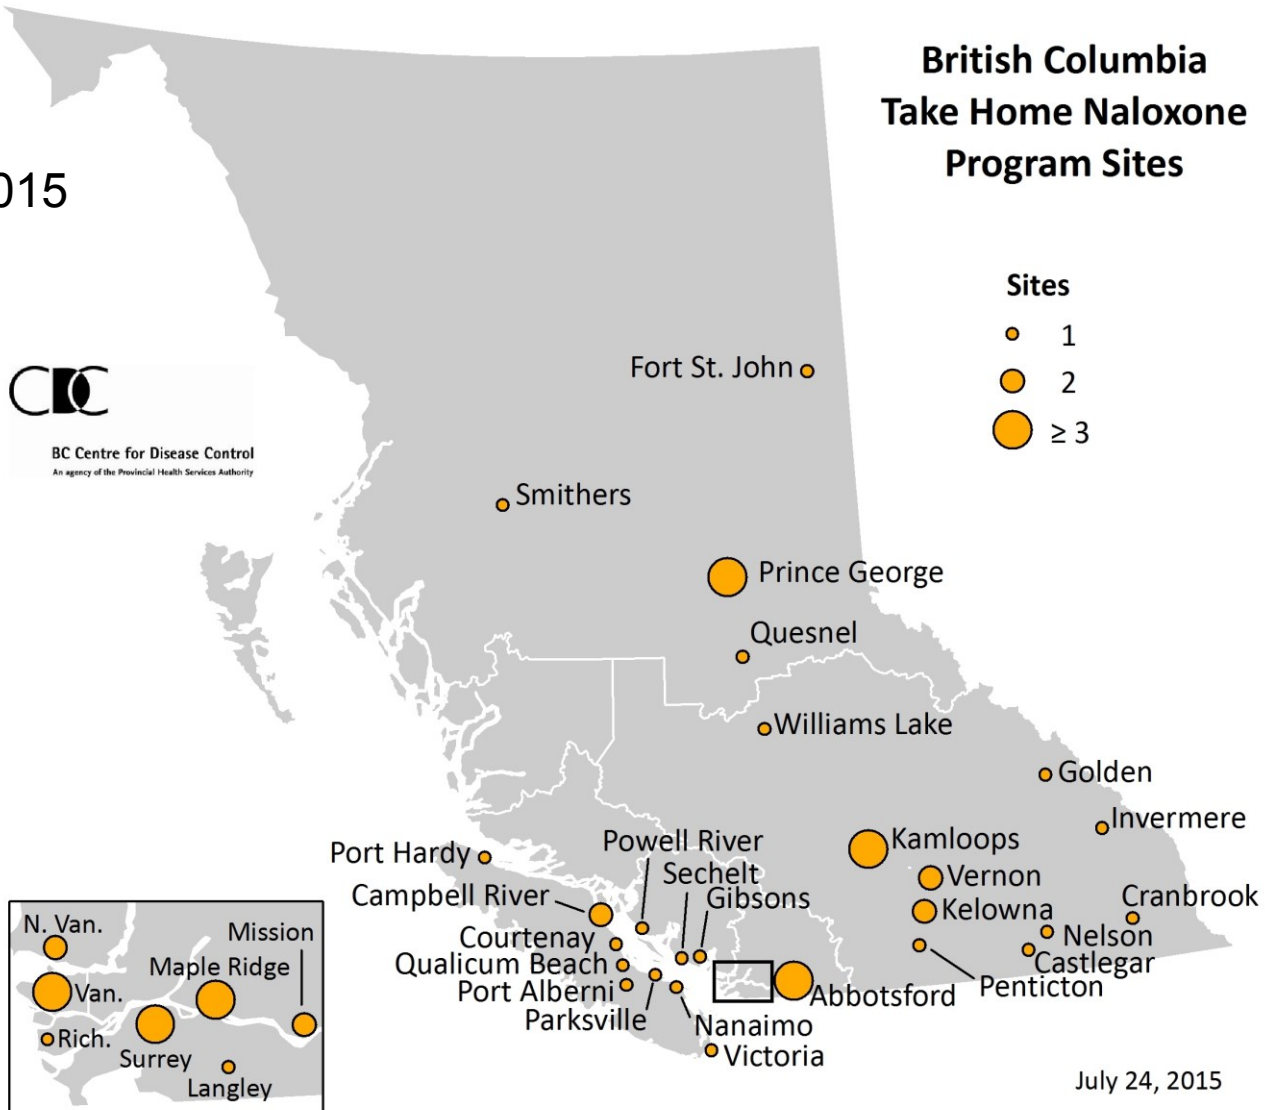 British Columbia
Take Home Naloxone
Program Sites
015
Sites
1
2
≥ 3
CDC
BC Centre for Disease Control
An agency of the Provincial Health Services Authority
Fort St. John
Smithers
Prince George
Quesnel
Williams Lake
Golden
Invermere
Kamloops
Vernon
Kelowna
Cranbrook
Nelson
Castlegar
Penticton
Port Hardy
Powell River
Sechelt
Gibsons
Campbell River
Courtenay
Qualicum Beach
Port Alberni
Parksville
Nanaimo
Victoria
Abbotsford
N. Van.
Mission
Maple Ridge
Van.
Rich.
Surrey
Langley
July 24, 2015